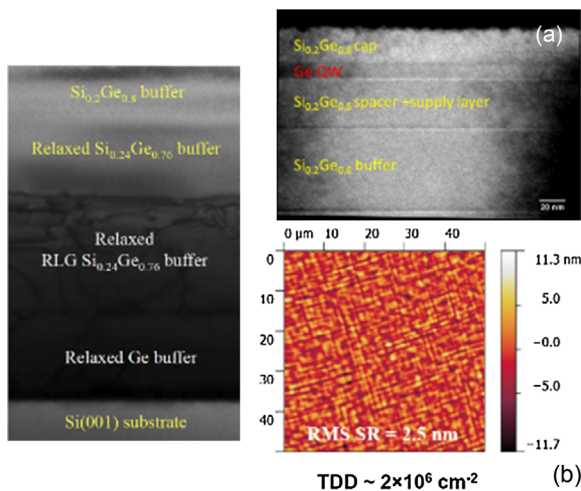 Si₀.₂Ge₀.₈ buffer
Relaxed Si₀.₂₄Ge₀.₇₆ buffer
Relaxed
RLG Si₀.₂₄Ge₀.₇₆ buffer
Relaxed Ge buffer
Si(001) substrate
(a)
Si₀.₂Ge₀.₈ cap
Ge QW
Si₀.₂Ge₀.₈ spacer +supply layer
Si₀.₂Ge₀.₈ buffer
20 nm
0 µm 10 20 30 40
0
10
20
30
40
RMS SR = 2.5 nm
11.3 nm
5.0
−0.0
−5.0
−11.7
TDD ~ 2×10⁶ cm⁻²
(b)